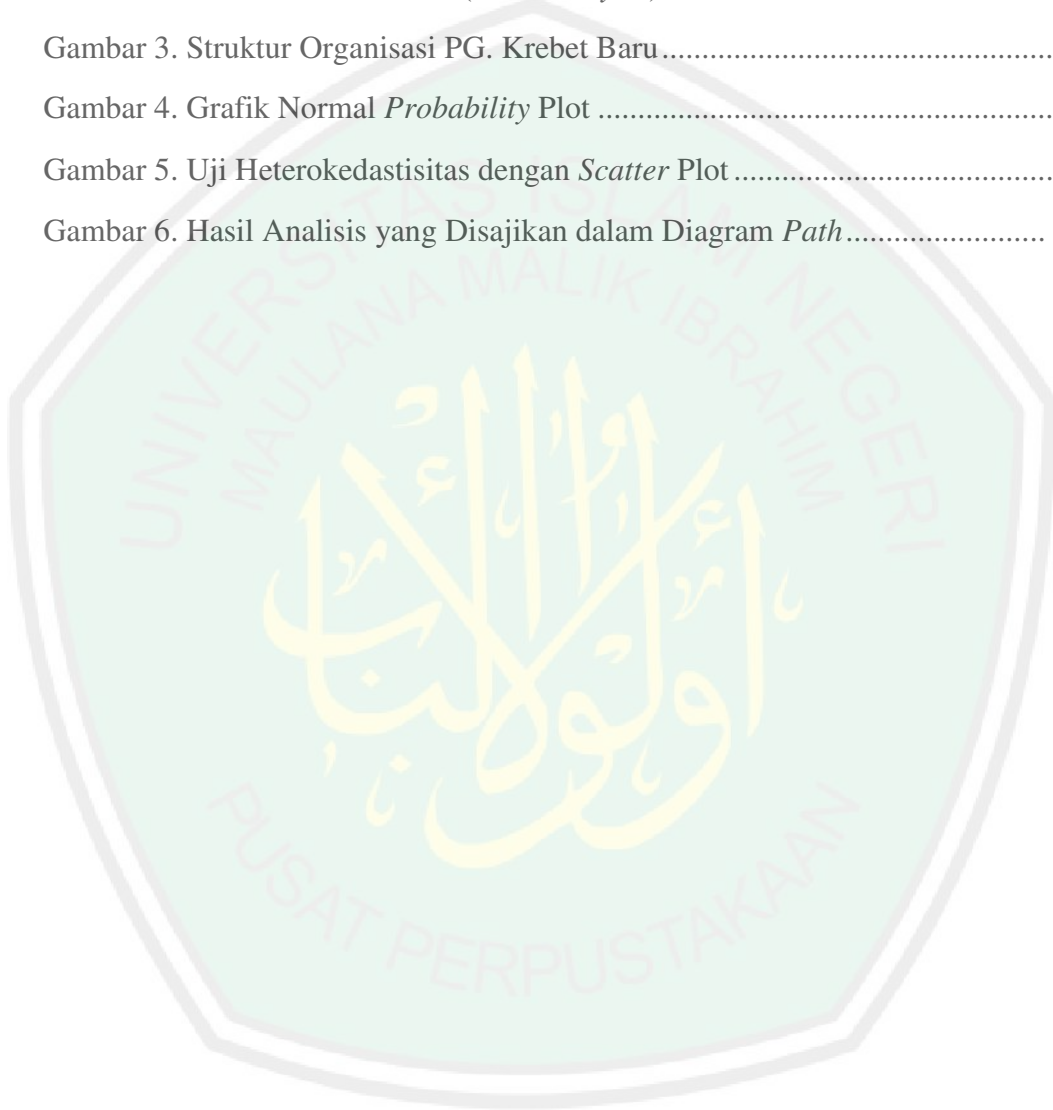 Gambar 3. Struktur Organisasi PG. Krebet Baru................................................
Gambar 4. Grafik Normal Probability Plot ........................................................
Gambar 5. Uji Heterokedastisitas dengan Scatter Plot.......................................
Gambar 6. Hasil Analisis yang Disajikan dalam Diagram Path.........................
UNIVERSITAS ISLAM NEGERI
MAULANA MALIK IBRAHIM
PUSAT PERPUSTAKAAN